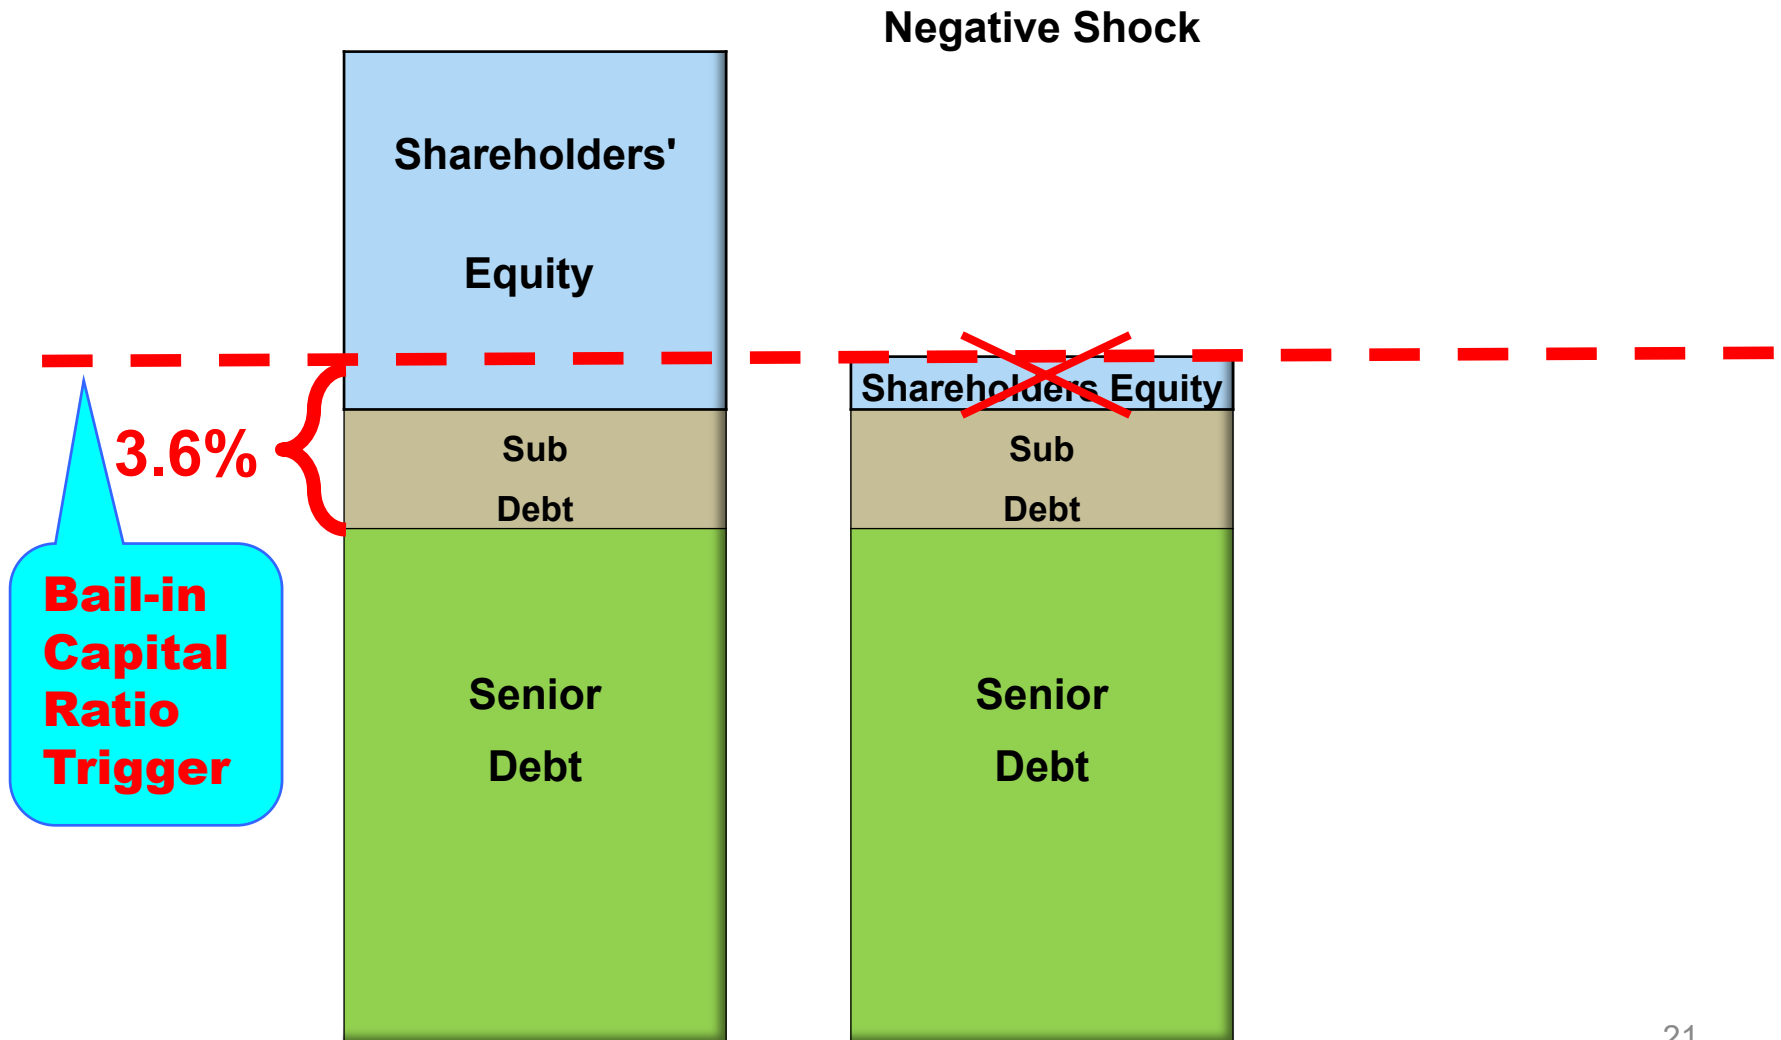 Negative Shock
Shareholders'
Equity
Shareholders Equity
3.6%
Sub
Debt
Sub
Debt
Bail-in
Capital
Ratio
Trigger
Senior
Debt
Senior
Debt
21